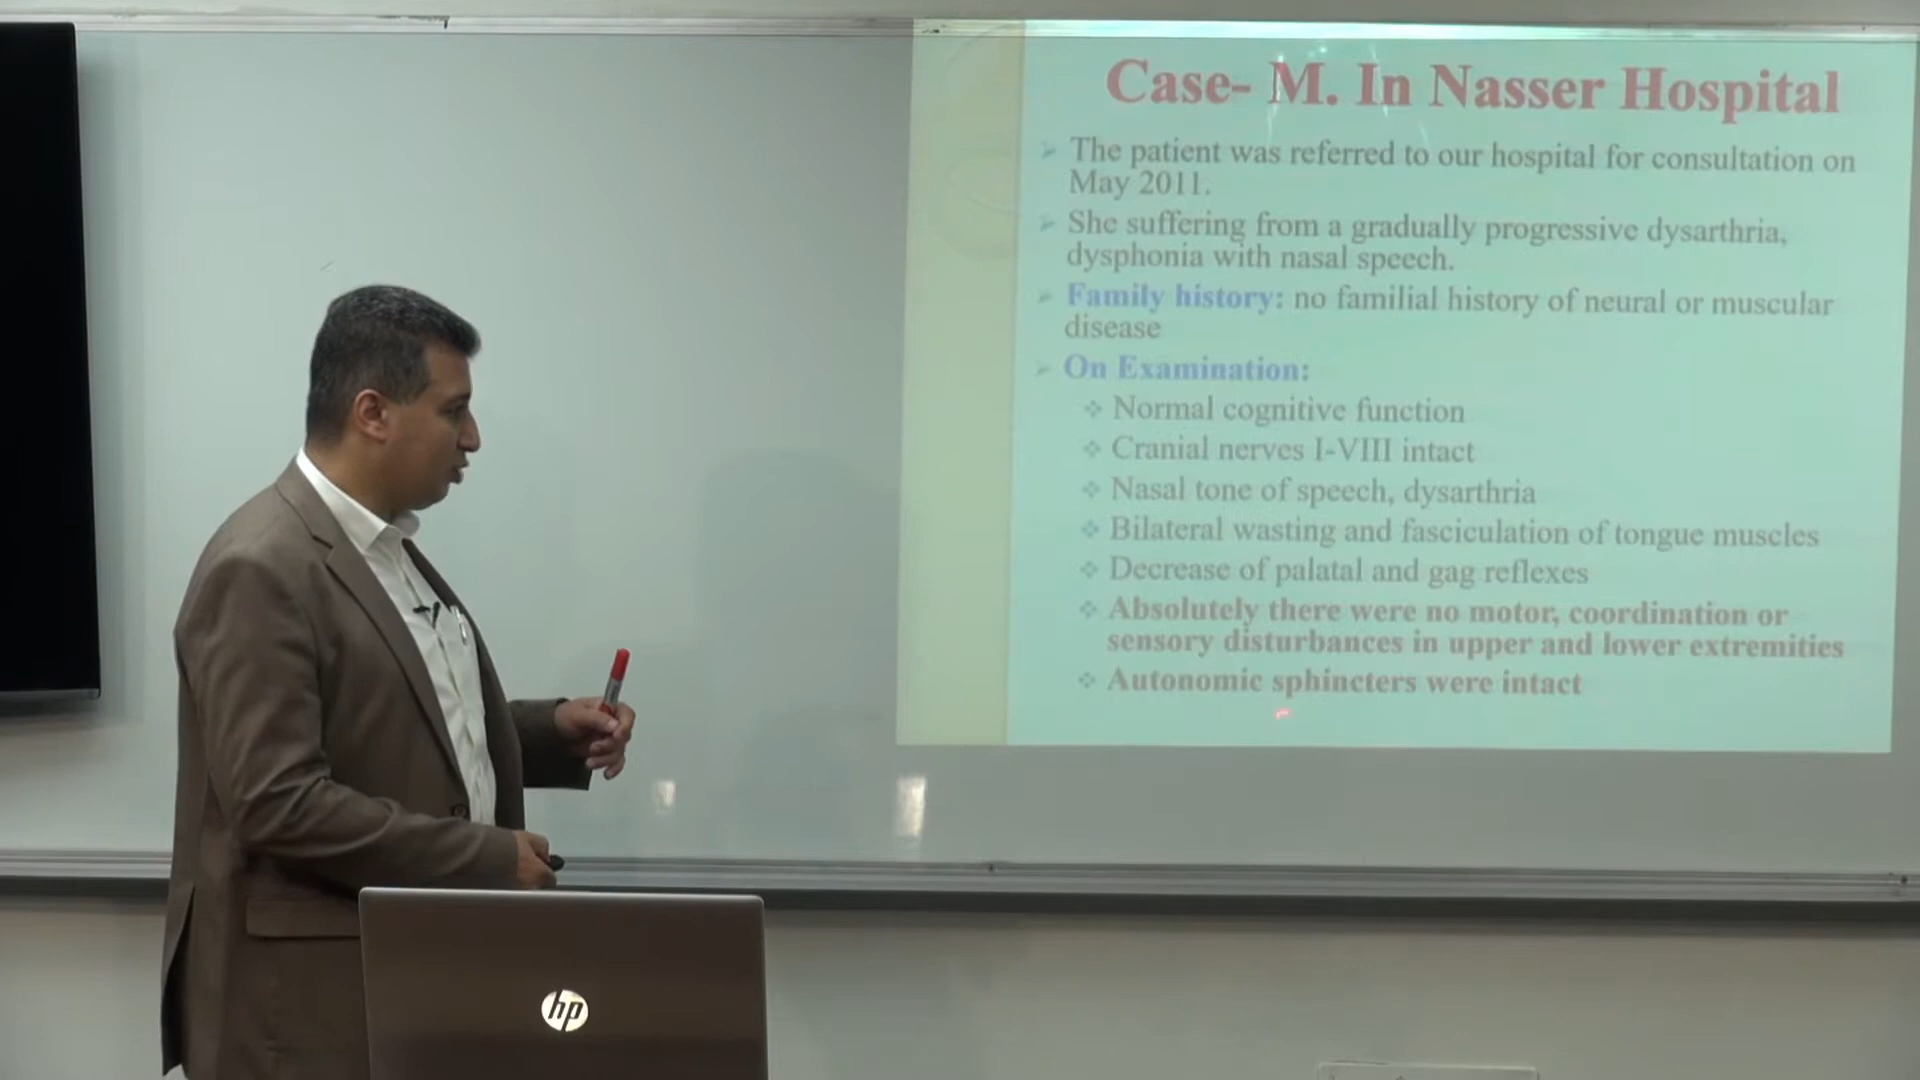 Case- M. In Nasser Hospital
The patient was referred to our hospital for consultation on
May 2011.
She suffering from a gradually progressive dysarthria,
dysphonia with nasal speech.
Family history: no familial history of neural or muscular
disease
On Examination:
Normal cognitive function
Cranial nerves I-VIII intact
Nasal tone of speech, dysarthria
Bilateral wasting and fasciculation of tongue muscles
Decrease of palatal and gag reflexes
Absolutely there were no motor, coordination or
sensory disturbances in upper and lower extremities
Autonomic sphincters were intact
hp